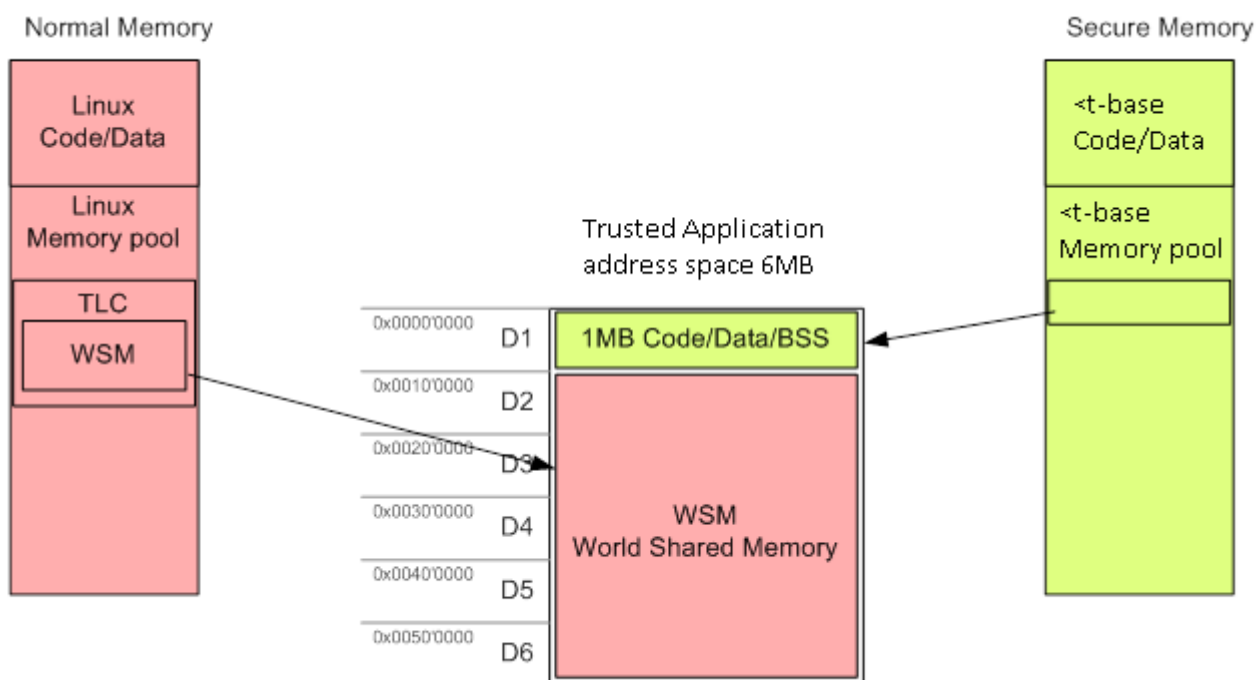 Normal Memory
Linux
Code/Data
Linux
Memory pool
TLC
WSM
Trusted Application
address space 6MB
0x0000'0000
D1
1MB Code/Data/BSS
0x0010'0000
D2
0x0020'0000
D3
0x0030'0000
D4
WSM
World Shared Memory
0x0040'0000
D5
0x0050'0000
D6
Secure Memory
<t-base
Code/Data
<t-base
Memory pool